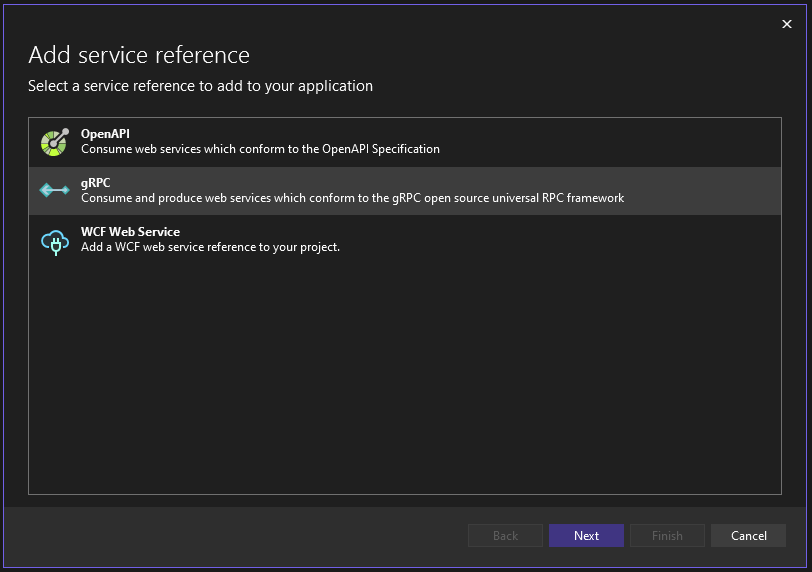 Add service reference
Select a service reference to add to your application
OpenAPI
Consume web services which conform to the OpenAPI Specification
gRPC
Consume and produce web services which conform to the gRPC open source universal RPC framework
WCF Web Service
Add a WCF web service reference to your project.
Back
Next
Finish
Cancel